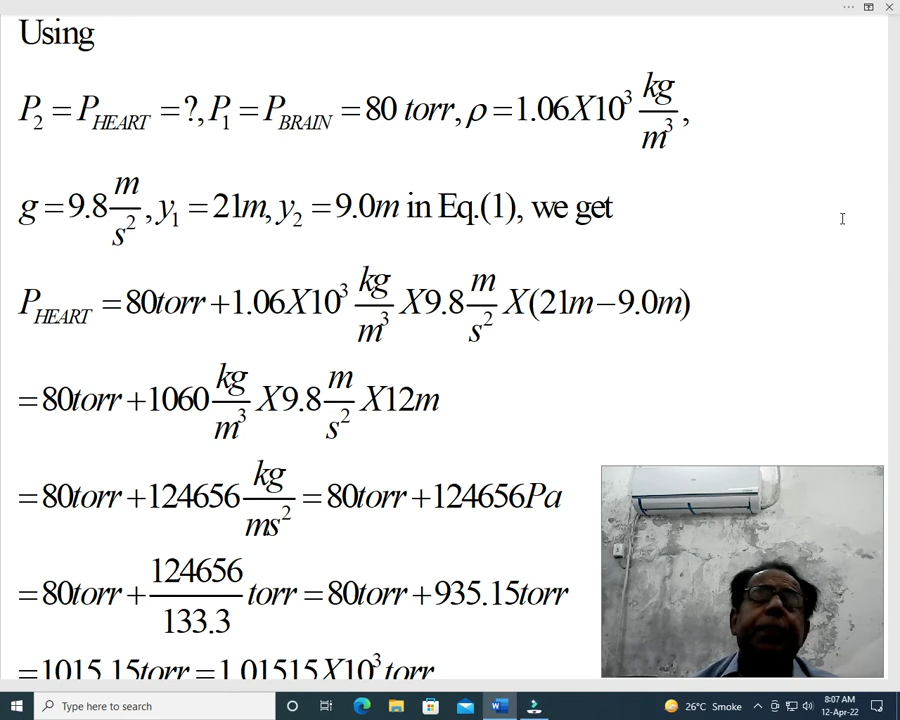 Using
P₂ = P_HEART = ?, P₁ = P_BRAIN = 80 torr, ρ = 1.06X10³ kg/m³,
g = 9.8 m/s², y₁ = 21m, y₂ = 9.0m in Eq.(1), we get
P_HEART = 80torr + 1.06X10³ kg/m³ X9.8 m/s² X(21m − 9.0m)
= 80torr + 1060 kg/m³ X9.8 m/s² X12m
= 80torr + 124656 kg/ms² = 80torr + 124656Pa
= 80torr + 124656/133.3 torr = 80torr + 935.15torr
= 1015.15torr = 1.01515X10³torr
Type here to search
26°C Smoke
8:07 AM
12-Apr-22